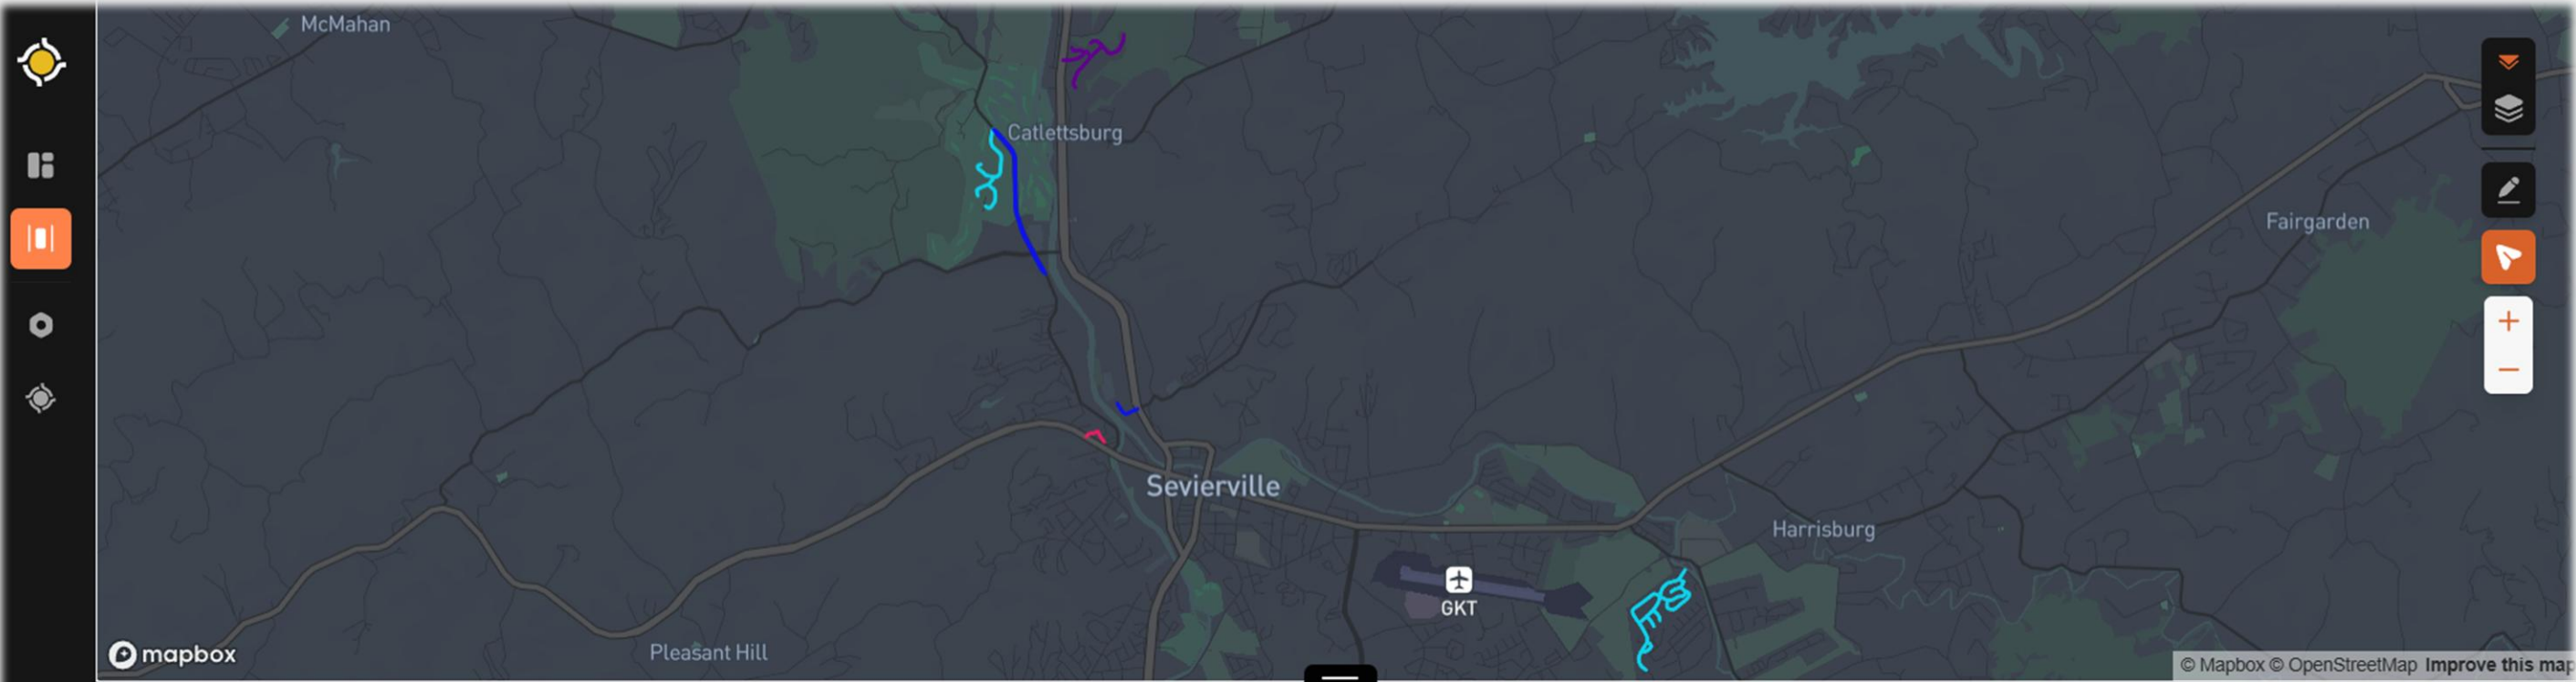 McMahan
Catlettsburg
Fairgarden
Sevierville
Harrisburg
GKT
Pleasant Hill
mapbox
© Mapbox © OpenStreetMap Improve this map